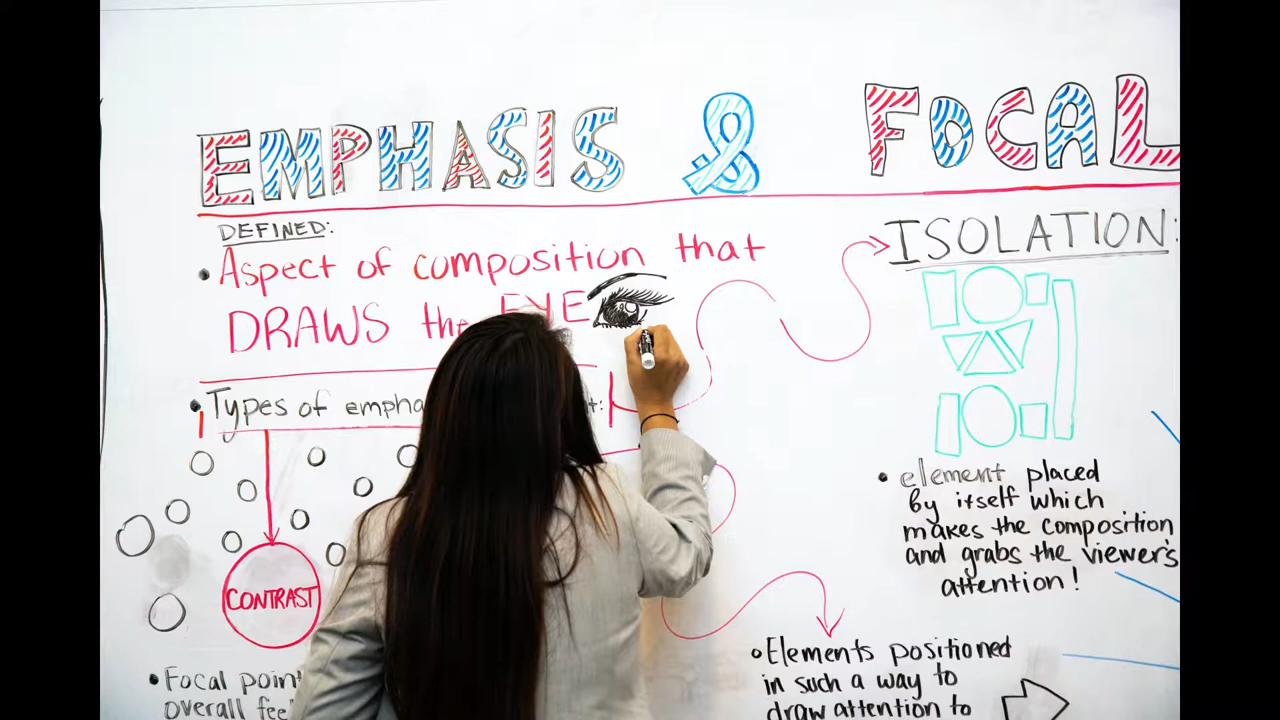 EMPHASIS & FOCAL
DEFINED:
• Aspect of composition that
DRAWS the EYE
• Types of empha
CONTRAST
• Focal poin
overall fee
ISOLATION:
• element placed
by itself which
makes the composition
and grabs the viewer's
attention!
• Elements positioned
in such a way to
draw attention to